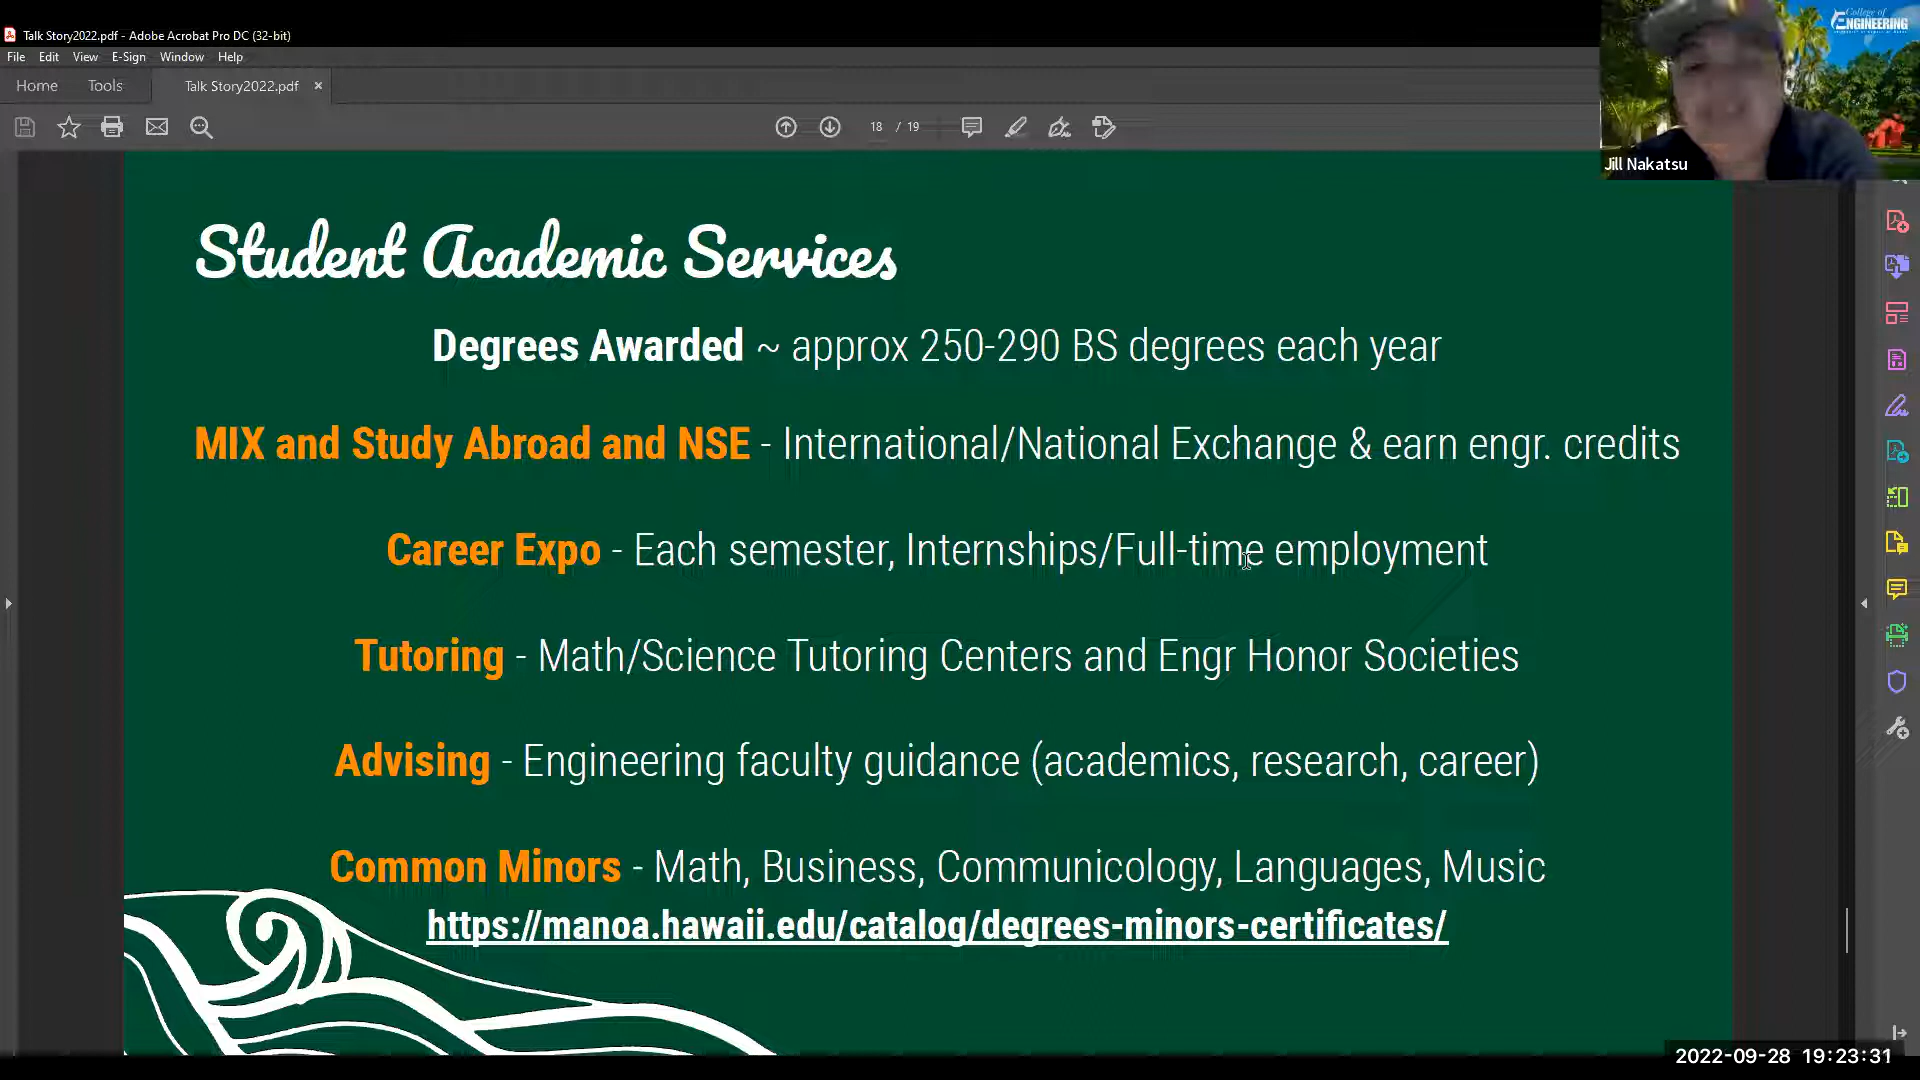 Talk Story2022.pdf - Adobe Acrobat Pro DC (32-bit)
File Edit View E-Sign Window Help
Home Tools Talk Story2022.pdf ×
18 / 19
College of
ENGINEERING
Jill Nakatsu
Student Academic Services
Degrees Awarded ~ approx 250-290 BS degrees each year
MIX and Study Abroad and NSE - International/National Exchange & earn engr. credits
Career Expo - Each semester, Internships/Full-time employment
Tutoring - Math/Science Tutoring Centers and Engr Honor Societies
Advising - Engineering faculty guidance (academics, research, career)
Common Minors - Math, Business, Communicology, Languages, Music
https://manoa.hawaii.edu/catalog/degrees-minors-certificates/
2022-09-28 19:23:31